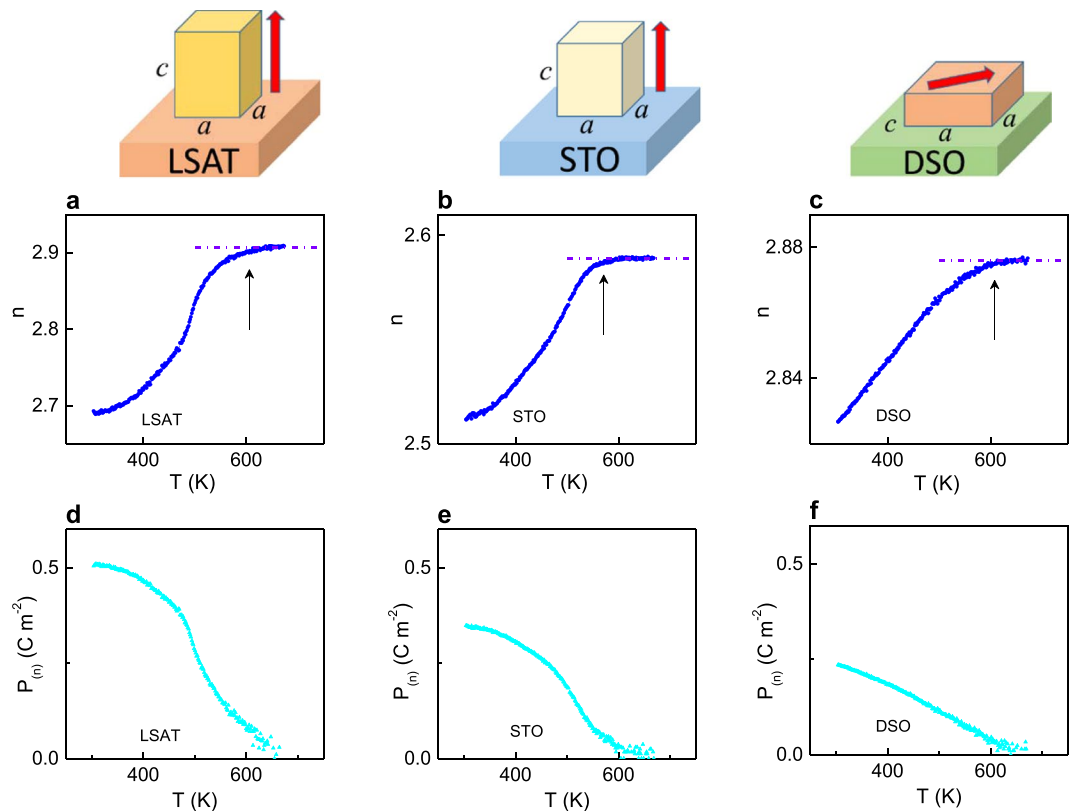 c a a LSAT
c a a STO
c a a DSO
a
n
2.9
2.8
2.7
LSAT
400 600
T (K)
b
n
2.6
2.5
STO
400 600
T (K)
c
n
2.88
2.84
DSO
400 600
T (K)
d
P(n) (C m-2)
0.5
0.0
LSAT
400 600
T (K)
e
P(n) (C m-2)
0.5
0.0
STO
400 600
T (K)
f
P(n) (C m-2)
0.5
0.0
DSO
400 600
T (K)